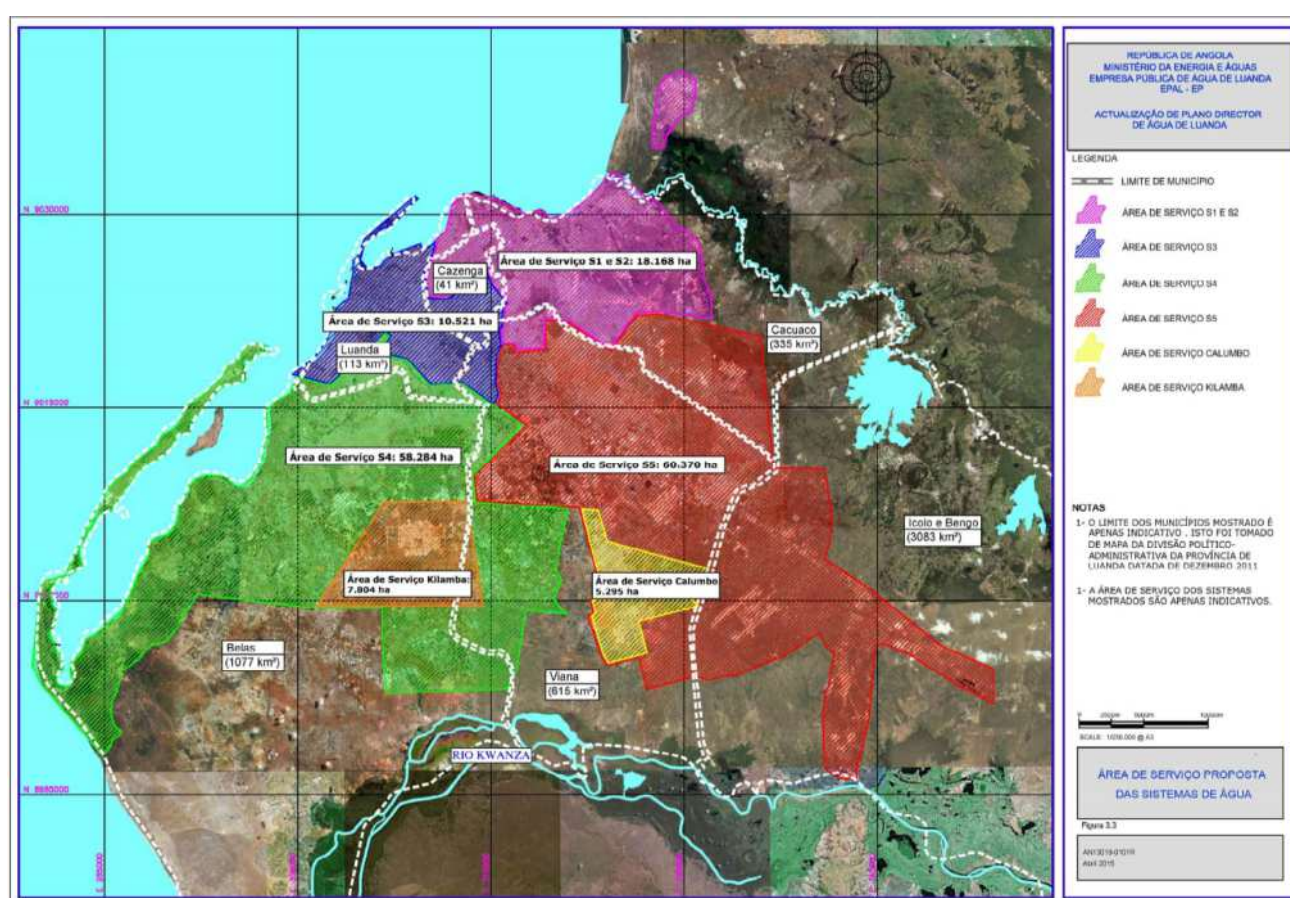 REPÚBLICA DE ANGOLA
MINISTÉRIO DA ENERGIA E ÁGUAS
EMPRESA PÚBLICA DE ÁGUA DE LUANDA
EPAL - EP
ACTUALIZAÇÃO DE PLANO DIRECTOR
DE ÁGUA DE LUANDA
LEGENDA
LIMITE DE MUNICÍPIO
ÁREA DE SERVIÇO S1 E S2
ÁREA DE SERVIÇO S3
ÁREA DE SERVIÇO S4
ÁREA DE SERVIÇO S5
ÁREA DE SERVIÇO CALUMBO
ÁREA DE SERVIÇO KILAMBA
NOTAS
1- O LIMITE DOS MUNICÍPIOS MOSTRADO É
APENAS INDICATIVO . ISTO FOI TOMADO
DE MAPA DA DIVISÃO POLÍTICO-
ADMINISTRATIVA DA PROVÍNCIA DE
LUANDA DATADA DE DEZEMBRO 2011
1- A ÁREA DE SERVIÇO DOS SISTEMAS
MOSTRADOS SÃO APENAS INDICATIVOS.
ÁREA DE SERVIÇO PROPOSTA
DAS SISTEMAS DE ÁGUA
Figura 3.3
Abril 2015
N 9030000
Área de Serviço S1 e S2: 18.168 ha
Cazenga
(41 km²)
Área de Serviço S3: 10.521 ha
Luanda
(113 km²)
Cacuaco
(335 km²)
Área de Serviço S4: 58.284 ha
Área de Serviço S5: 60.370 ha
Icolo e Bengo
(3083 km²)
Área de Serviço Kilamba:
7.804 ha
Área de Serviço Calumbo
5.295 ha
Belas
(1077 km²)
Viana
(615 km²)
RIO KWANZA